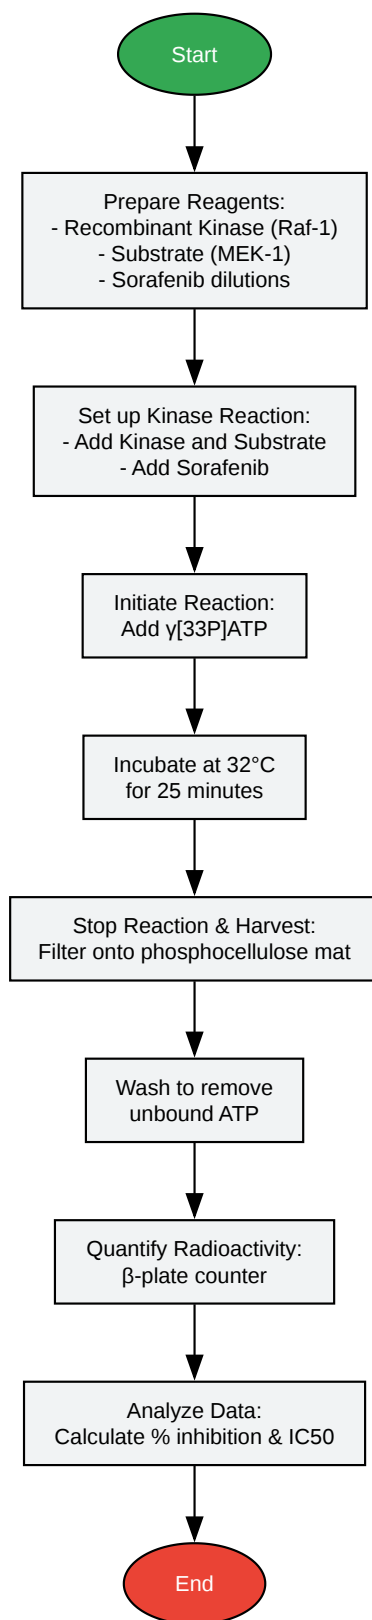 Start
Prepare Reagents:
- Recombinant Kinase (Raf-1)
- Substrate (MEK-1)
- Sorafenib dilutions
Set up Kinase Reaction:
- Add Kinase and Substrate
- Add Sorafenib
Initiate Reaction:
Add γ[33P]ATP
Incubate at 32°C
for 25 minutes
Stop Reaction & Harvest:
Filter onto phosphocellulose mat
Wash to remove
unbound ATP
Quantify Radioactivity:
β-plate counter
Analyze Data:
Calculate % inhibition & IC50
End